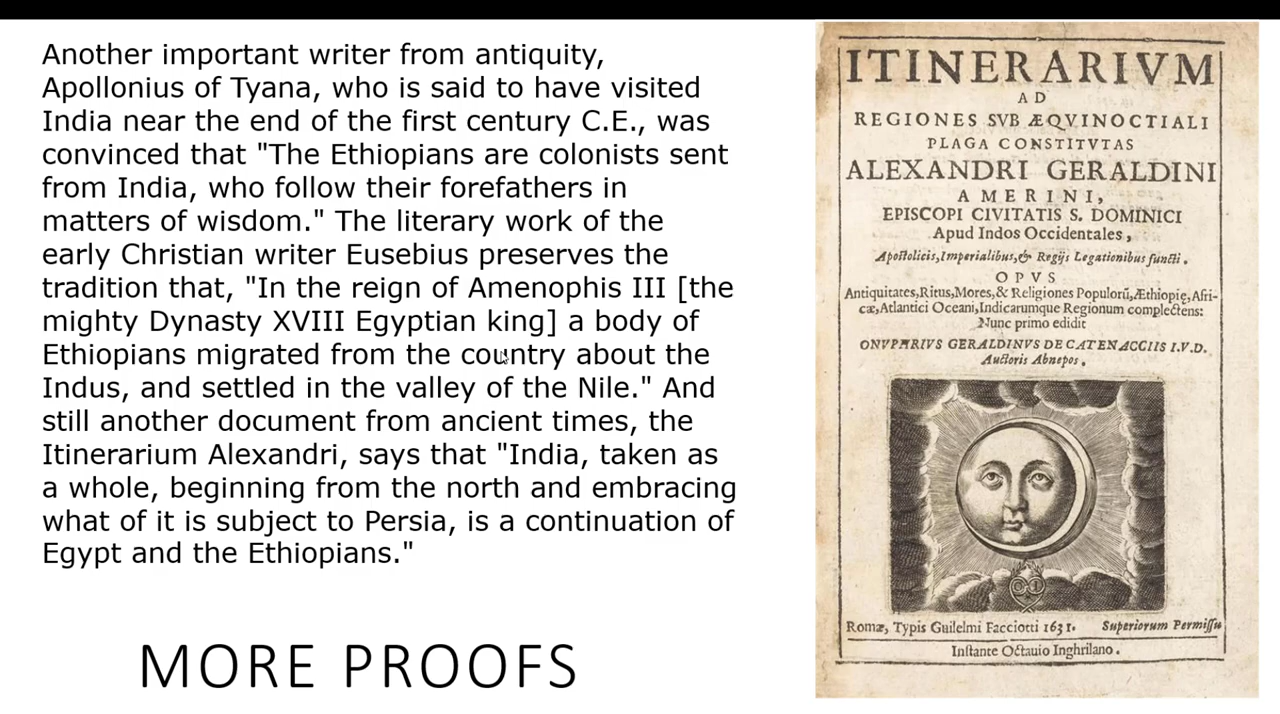 Another important writer from antiquity,
Apollonius of Tyana, who is said to have visited
India near the end of the first century C.E., was
convinced that "The Ethiopians are colonists sent
from India, who follow their forefathers in
matters of wisdom." The literary work of the
early Christian writer Eusebius preserves the
tradition that, "In the reign of Amenophis III [the
mighty Dynasty XVIII Egyptian king] a body of
Ethiopians migrated from the country about the
Indus, and settled in the valley of the Nile." And
still another document from ancient times, the
Itinerarium Alexandri, says that "India, taken as
a whole, beginning from the north and embracing
what of it is subject to Persia, is a continuation of
Egypt and the Ethiopians."
MORE PROOFS
ITINERARIVM
AD
REGIONES SVB ÆQVINOCTIALI
PLAGA CONSTITVTAS
ALEXANDRI GERALDINI
AMERINI,
EPISCOPI CIVITATIS S. DOMINICI
Apud Indos Occidentales,
Apostolicis, Imperialibus, & Regijs Legationibus functi.
OPVS
Antiquitates, Ritus, Mores, & Religiones Populorũ, Æthiopię, Afri-
cæ, Atlantici Oceani, Indicarumque Regionum complectens:
Nunc primo edidit
ONVPHRIVS GERALDINVS DE CATENACCIIS I.V.D.
Auctoris Abnepos.
Romæ, Typis Guilelmi Facciotti 1631. Superiorum Permissu
Instante Octauio Inghrilano.